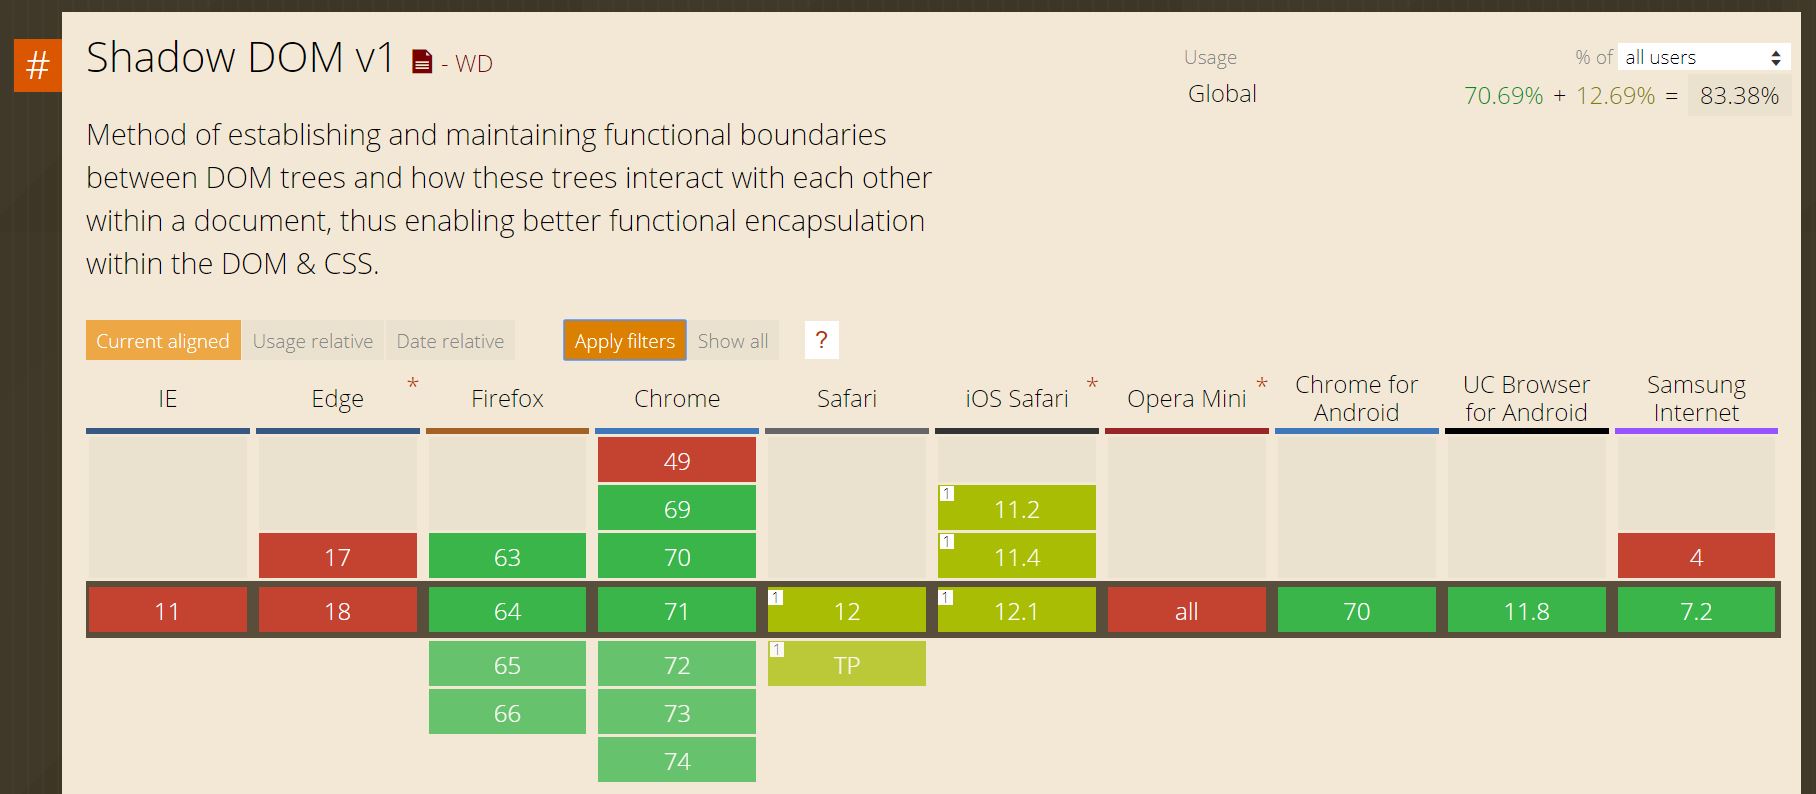 #
Shadow DOM v1 - WD
Usage % of all users
Global 70.69% + 12.69% = 83.38%
Method of establishing and maintaining functional boundaries
between DOM trees and how these trees interact with each other
within a document, thus enabling better functional encapsulation
within the DOM & CSS.
Current aligned Usage relative Date relative Apply filters Show all ?
IE Edge * Firefox Chrome Safari iOS Safari * Opera Mini * Chrome for Android UC Browser for Android Samsung Internet
49
69 1 11.2
17 63 70 1 11.4 4
11 18 64 71 1 12 1 12.1 all 70 11.8 7.2
65 72 1 TP
66 73
74